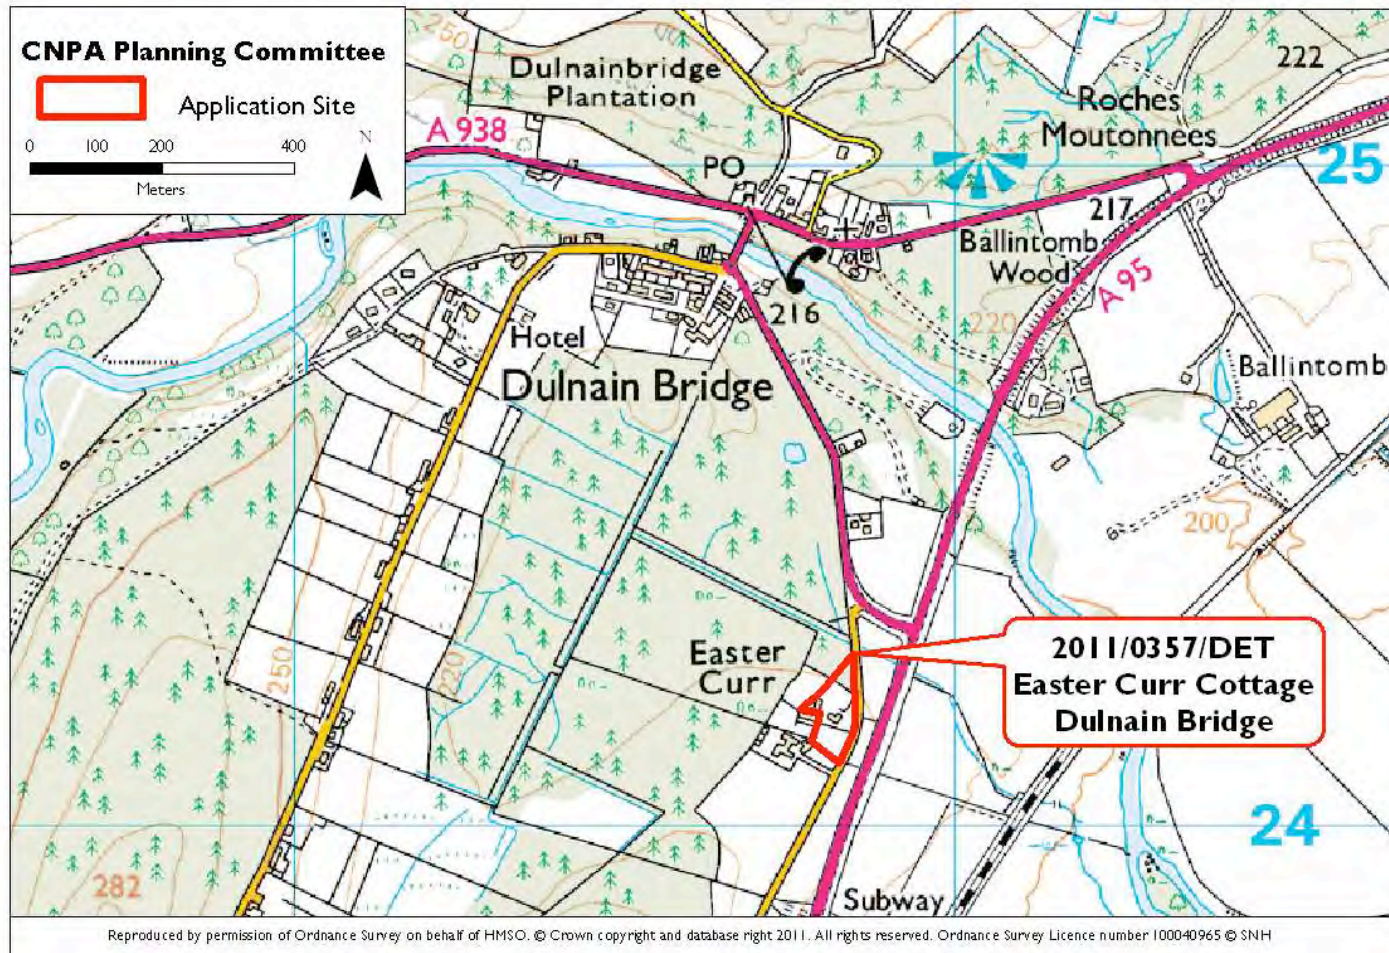 CNPA Planning Committee
Application Site
0 100 200 400
Meters
N
250
Dulnainbridge
Plantation
222
Roches
Moutonnees
A 938
PO
25
217
Ballintomb
Wood
A 95
216
220
Hotel
Dulnain Bridge
Ballintomb
200
250
220
Easter
Curr
2011/0357/DET
Easter Curr Cottage
Dulnain Bridge
24
282
Subway
Reproduced by permission of Ordnance Survey on behalf of HMSO. © Crown copyright and database right 2011. All rights reserved. Ordnance Survey Licence number 100040965 © SNH